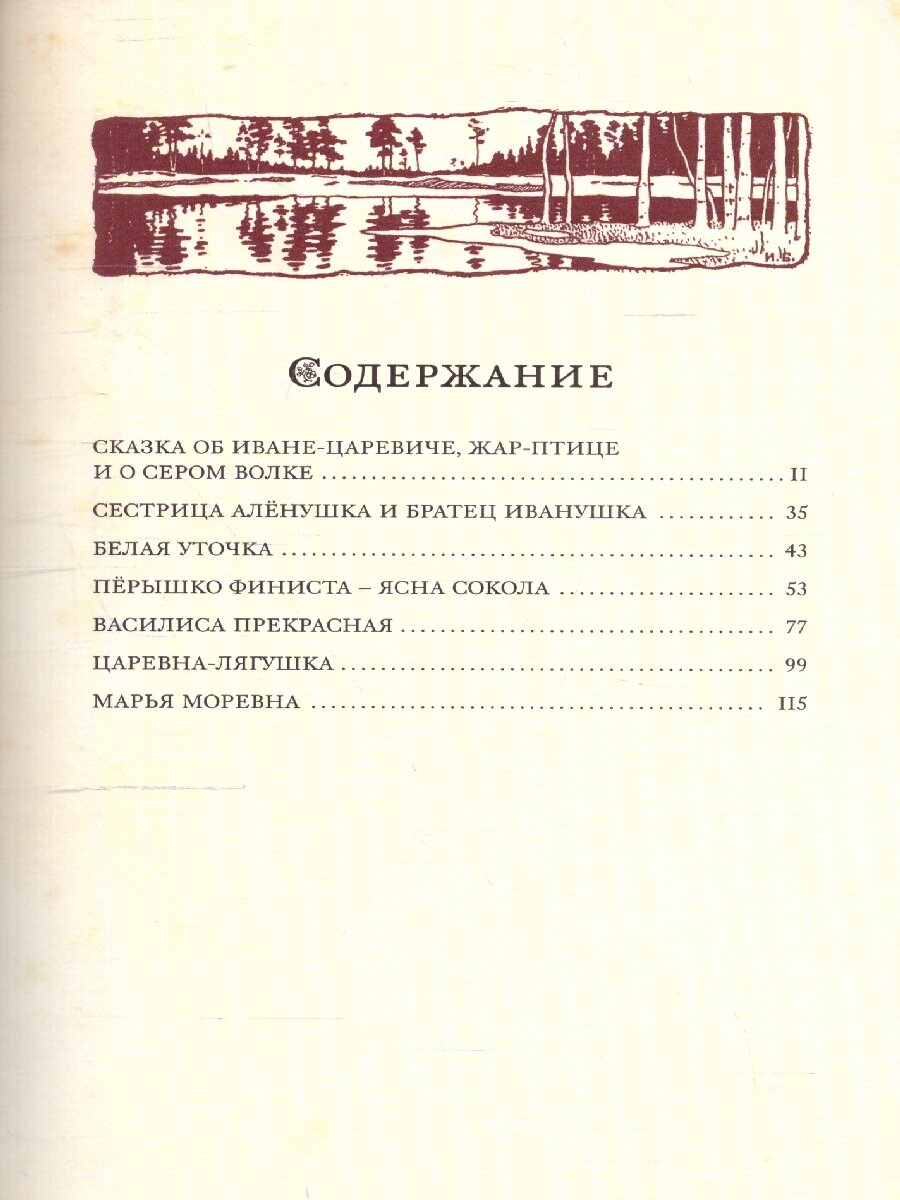 И. Б.
СОДЕРЖАНИЕ
СКАЗКА ОБ ИВАНЕ-ЦАРЕВИЧЕ, ЖАР-ПТИЦЕ
И О СЕРОМ ВОЛКЕ ........................................ 11
СЕСТРИЦА АЛЁНУШКА И БРАТЕЦ ИВАНУШКА ............ 35
БЕЛАЯ УТОЧКА ........................................ 43
ПЁРЫШКО ФИНИСТА – ЯСНА СОКОЛА .................... 53
ВАСИЛИСА ПРЕКРАСНАЯ ................................ 77
ЦАРЕВНА-ЛЯГУШКА .................................... 99
МАРЬЯ МОРЕВНА ...................................... 115